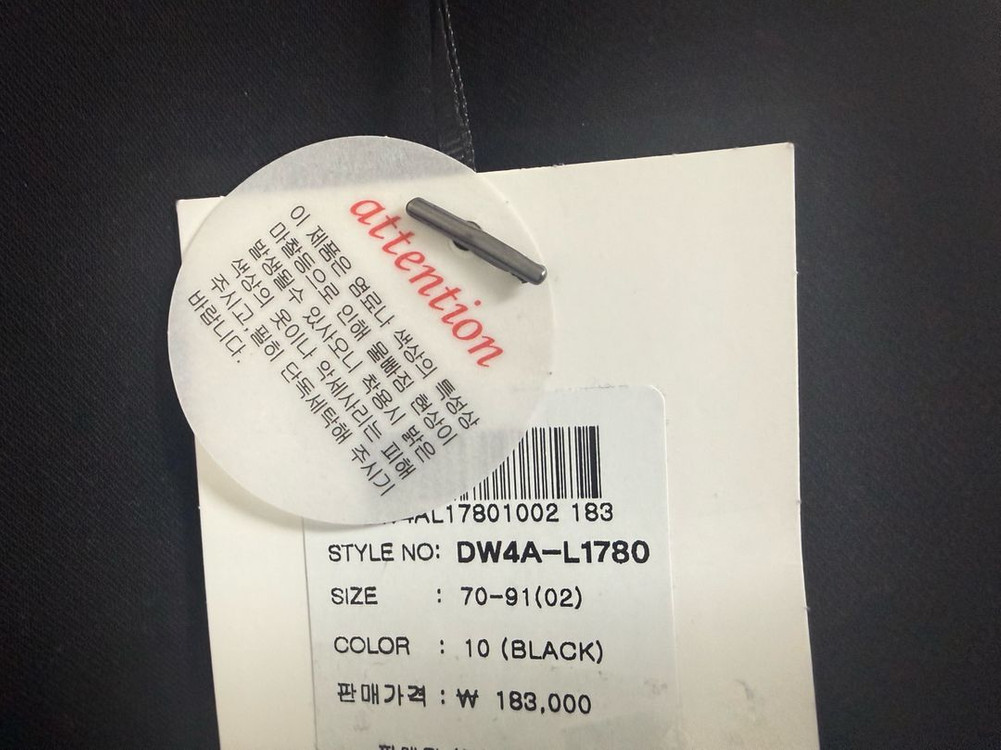 attention
이 제품은 염료나 색상의 특성상
마찰등으로 인해 물빠짐 현상이
발생될수 있사오니 착용시 밝은
색상의 옷이나 악세사리는 피해
주시고, 필히 단독세탁해 주시기
바랍니다.
4AL17801002 183
STYLE NO: DW4A-L1780
SIZE : 70-91(02)
COLOR : 10 (BLACK)
판매가격 : ₩ 183,000